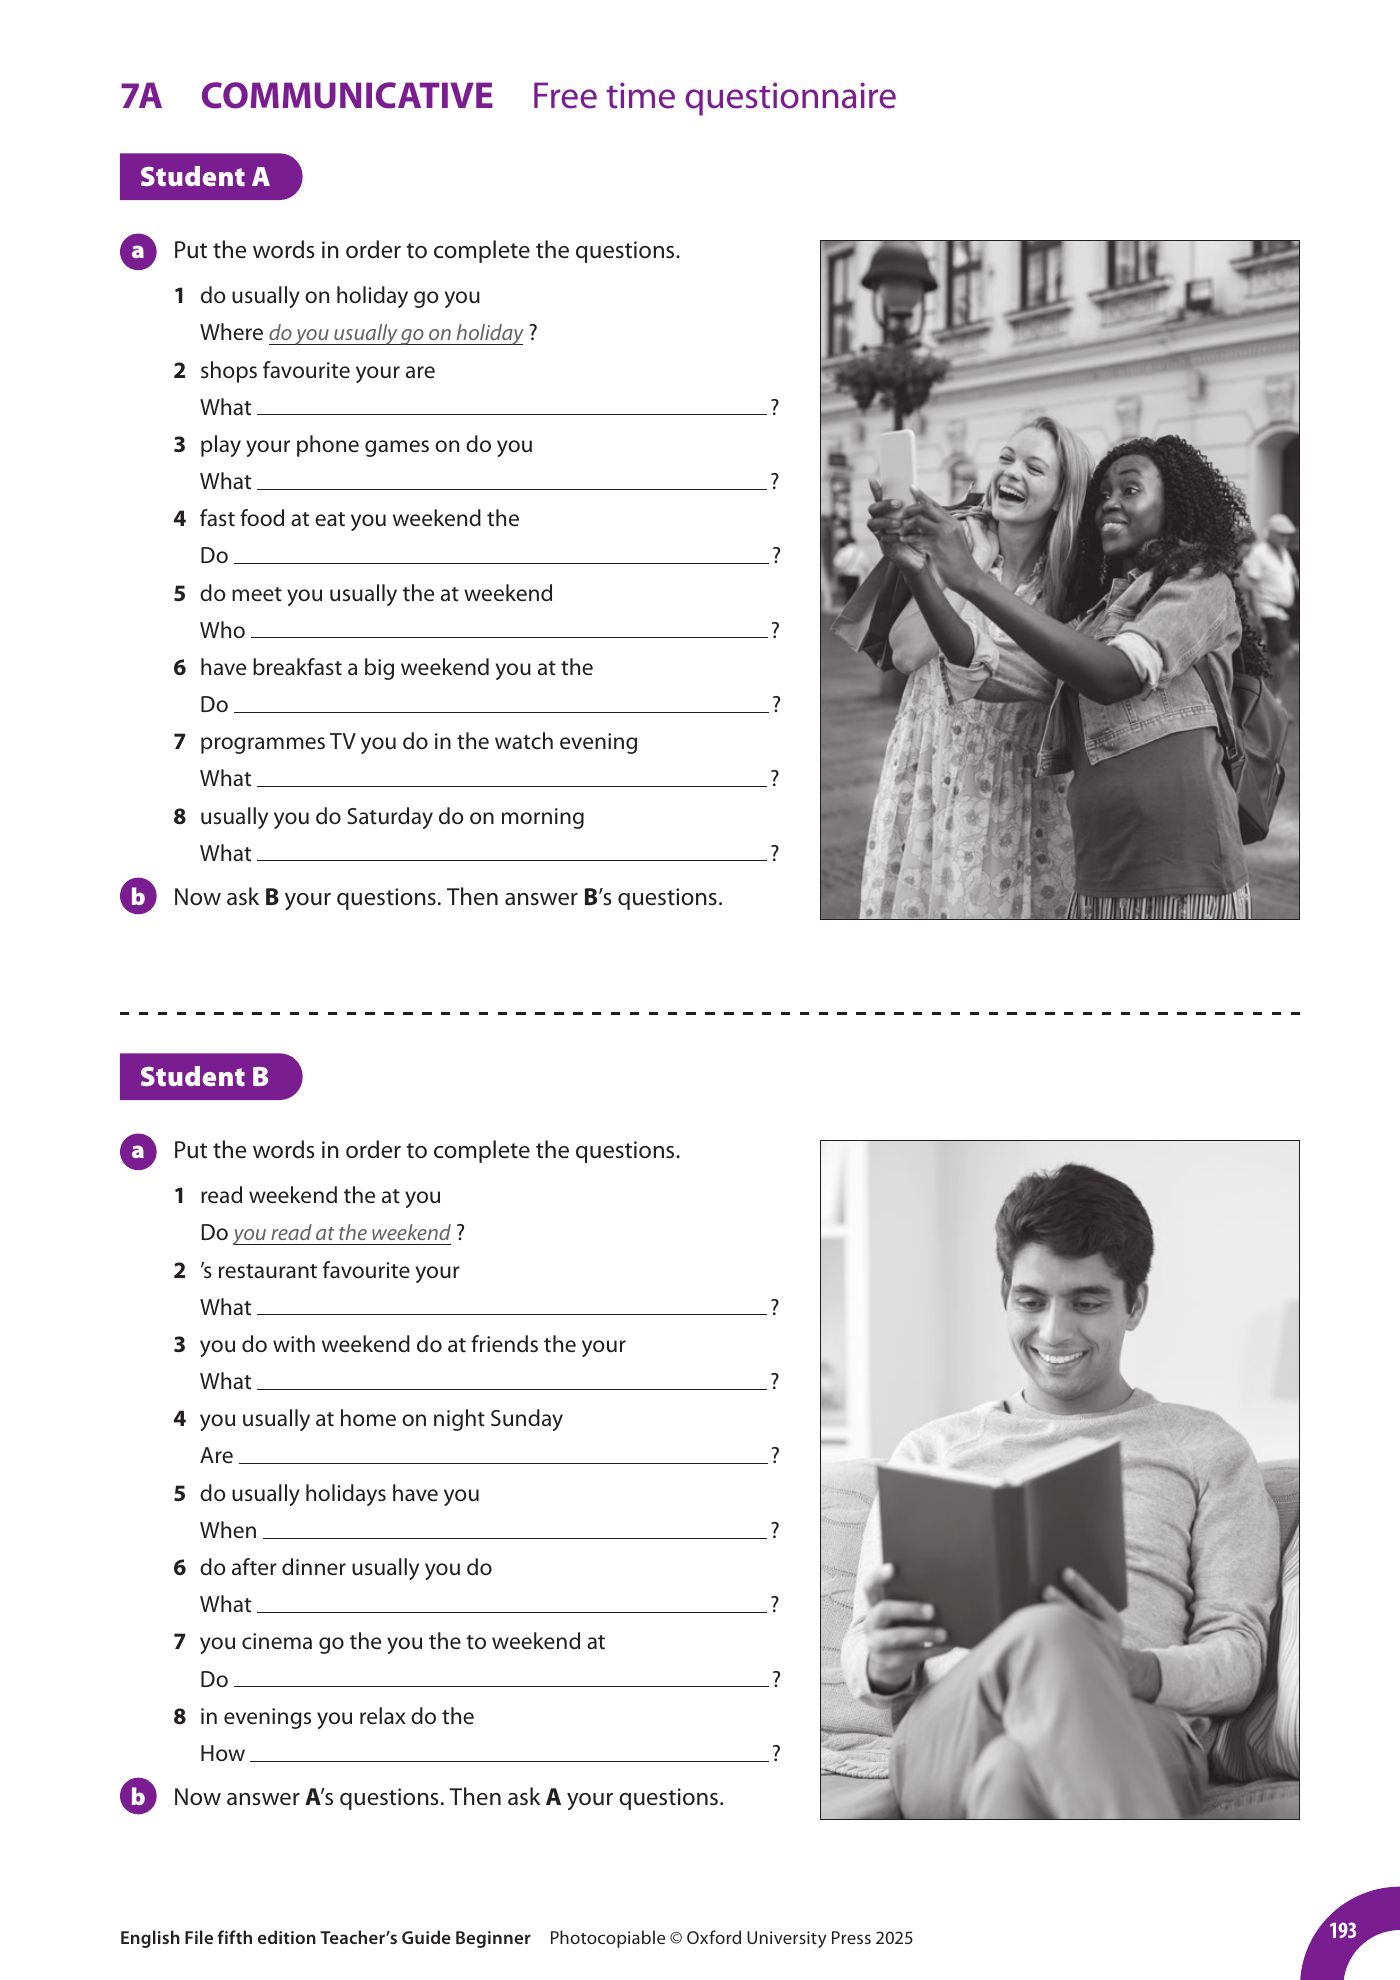 7A COMMUNICATIVE Free time questionnaire
Student A
a Put the words in order to complete the questions.
1 do usually on holiday go you
Where do you usually go on holiday ?
2 shops favourite your are
What ?
3 play your phone games on do you
What ?
4 fast food at eat you weekend the
Do ?
5 do meet you usually the at weekend
Who ?
6 have breakfast a big weekend you at the
Do ?
7 programmes TV you do in the watch evening
What ?
8 usually you do Saturday do on morning
What ?
b Now ask B your questions. Then answer B’s questions.
Student B
a Put the words in order to complete the questions.
1 read weekend the at you
Do you read at the weekend ?
2 ’s restaurant favourite your
What ?
3 you do with weekend do at friends the your
What ?
4 you usually at home on night Sunday
Are ?
5 do usually holidays have you
When ?
6 do after dinner usually you do
What ?
7 you cinema go the you the to weekend at
Do ?
8 in evenings you relax do the
How ?
b Now answer A’s questions. Then ask A your questions.
English File fifth edition Teacher’s Guide Beginner Photocopiable © Oxford University Press 2025
193